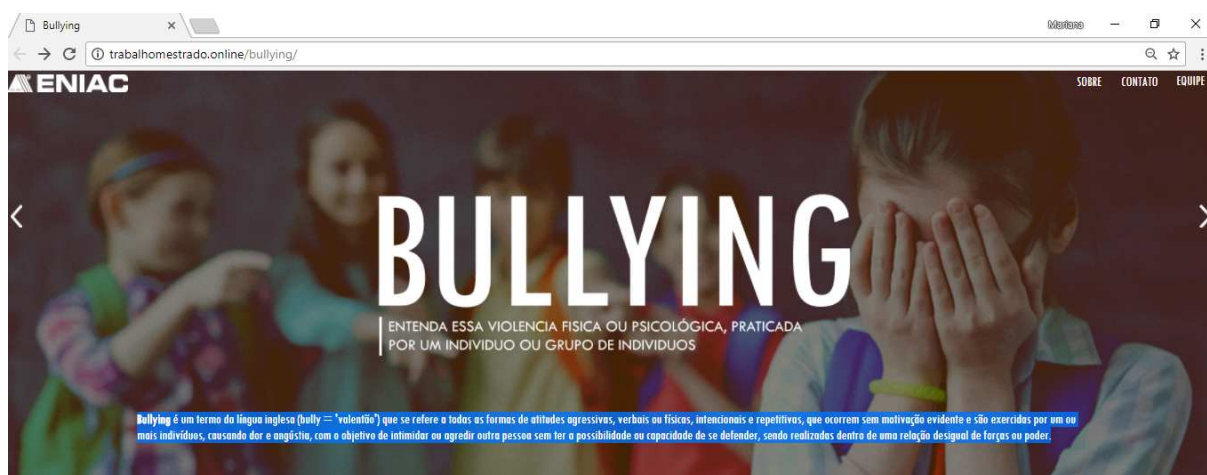 Bullying
Mariana
trabalhomestrado.online/bullying/
ENIAC
SOBRE CONTATO EQUIPE
BULLYING
ENTENDA ESSA VIOLENCIA FISICA OU PSICOLÓGICA, PRATICADA
POR UM INDIVIDUO OU GRUPO DE INDIVIDUOS
Bullying é um termo da língua inglesa (bully = "valentão") que se refere a todas as formas de atitudes agressivas, verbais ou físicas, intencionais e repetitivas, que ocorrem sem motivação evidente e são exercidas por um ou
mais indivíduos, causando dor e angústia, com o objetivo de intimidar ou agredir outra pessoa sem ter a possibilidade ou capacidade de se defender, sendo realizadas dentro de uma relação desigual de forças ou poder.